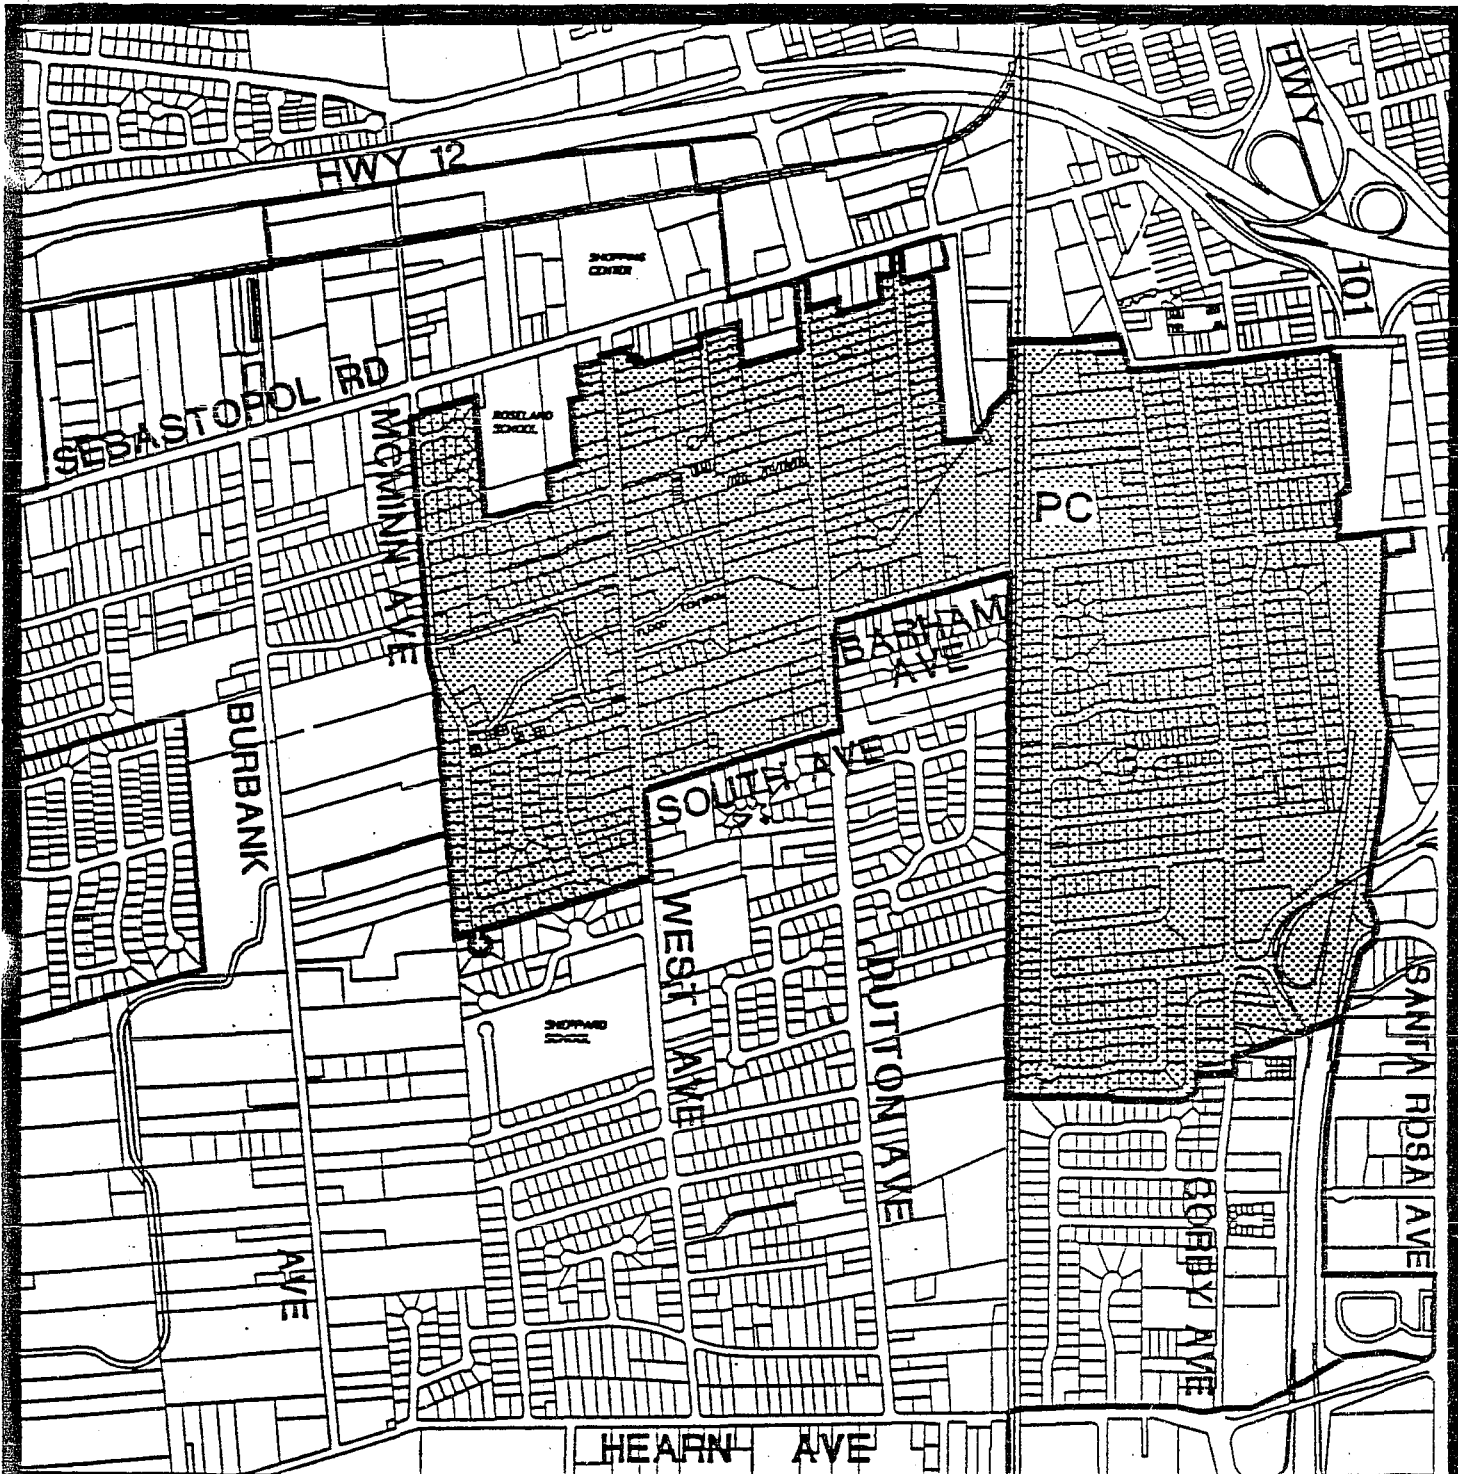 HWY
HWY 12
101
SHOPPING
CENTER
SEBASTOPOL RD
ROSELAND
SCHOOL
MCMINN AVE
PC
BARHAM
AVE
BURBANK
AVE
SOUTH AVE
WEST AVE
DUTTON AVE
SHEPPARD
SCHOOL
SANTA ROSA AVE
CORBY AVE
HEARN AVE